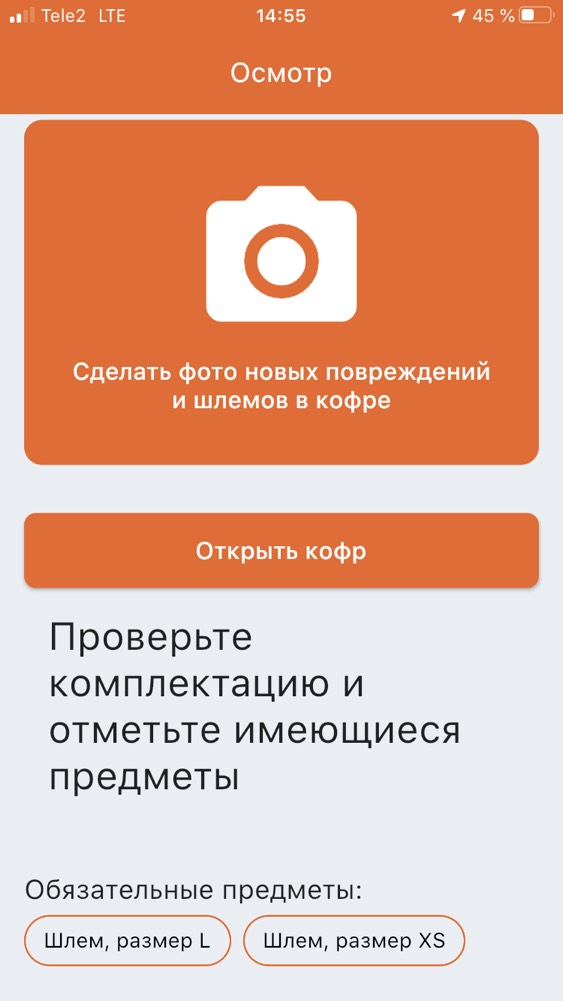 Tele2 LTE 14:55 45 %
Осмотр
Сделать фото новых повреждений
и шлемов в кофре
Открыть кофр
Проверьте
комплектацию и
отметьте имеющиеся
предметы
Обязательные предметы:
Шлем, размер L Шлем, размер XS